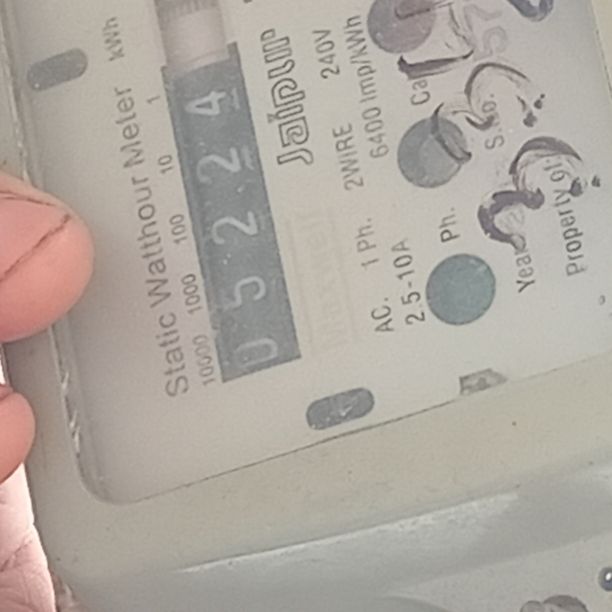 Static Watthour Meter kWh
10000 1000 100 10 1
0 5 2 2 4
Jaipur
AC. 1 Ph. 2WIRE 240V
2.5-10A 6400 Imp/kWh
Ph. Cal
S.No.
Year
Property of: